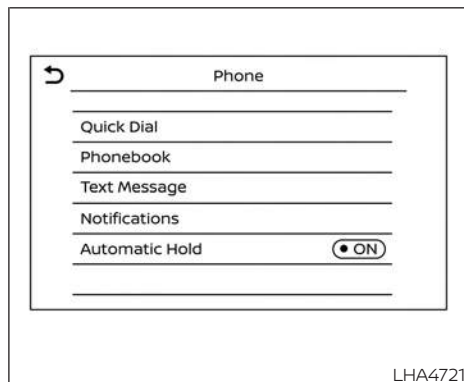 Phone
Quick Dial
Phonebook
Text Message
Notifications
Automatic Hold ON
LHA4721